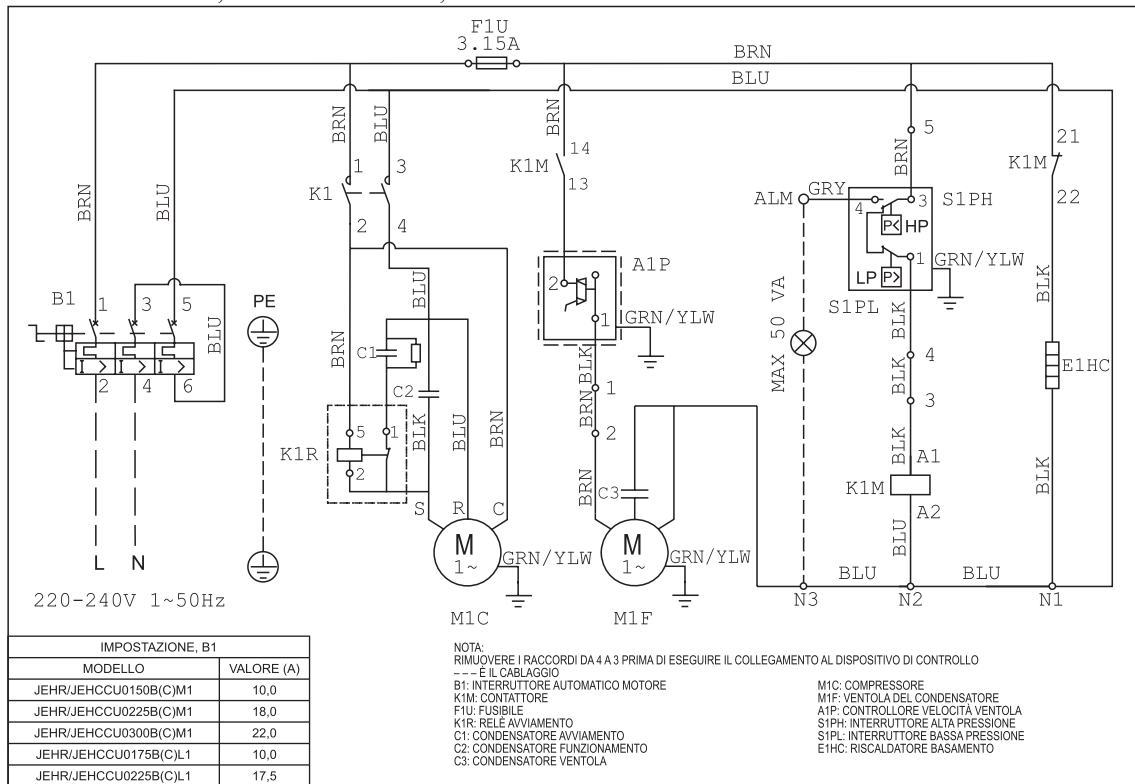 F1U
3.15A
BRN
BLU
BRN
BLU
BRN
5
21
1
3
14
K1M
13
BRN
K1M
22
BRN
BLU
K1
2
4
ALM
GRY
4
3
S1PH
P<
HP
1
LP
P>
GRN/YLW
S1PL
A1P
2
1
GRN/YLW
B1
1
3
5
BLU
PE
2
4
6
BLU
BRN
C1
C2
BLK
BLU
BRN
K1R
5
1
2
S
R
C
M
1~
GRN/YLW
M1C
BLK
1
BRN
2
BRN
C3
M
1~
GRN/YLW
M1F
MAX 50 VA
BLK
4
BLK
3
BLK
A1
K1M
A2
BLU
BLK
E1HC
BLK
BLU
BLU
N3
N2
N1
L
N
220-240V 1~50Hz
IMPOSTAZIONE, B1
MODELLO
VALORE (A)
JEHR/JEHCCU0150B(C)M1
10,0
JEHR/JEHCCU0225B(C)M1
18,0
JEHR/JEHCCU0300B(C)M1
22,0
JEHR/JEHCCU0175B(C)L1
10,0
JEHR/JEHCCU0225B(C)L1
17,5
NOTA:
RIMUOVERE I RACCORDI DA 4 A 3 PRIMA DI ESEGUIRE IL COLLEGAMENTO AL DISPOSITIVO DI CONTROLLO
--- È IL CABLAGGIO
B1: INTERRUTTORE AUTOMATICO MOTORE
K1M: CONTATTORE
F1U: FUSIBILE
K1R: RELÈ AVVIAMENTO
C1: CONDENSATORE AVVIAMENTO
C2: CONDENSATORE FUNZIONAMENTO
C3: CONDENSATORE VENTOLA
M1C: COMPRESSORE
M1F: VENTOLA DEL CONDENSATORE
A1P: CONTROLLORE VELOCITÀ VENTOLA
S1PH: INTERRUTTORE ALTA PRESSIONE
S1PL: INTERRUTTORE BASSA PRESSIONE
E1HC: RISCALDATORE BASAMENTO